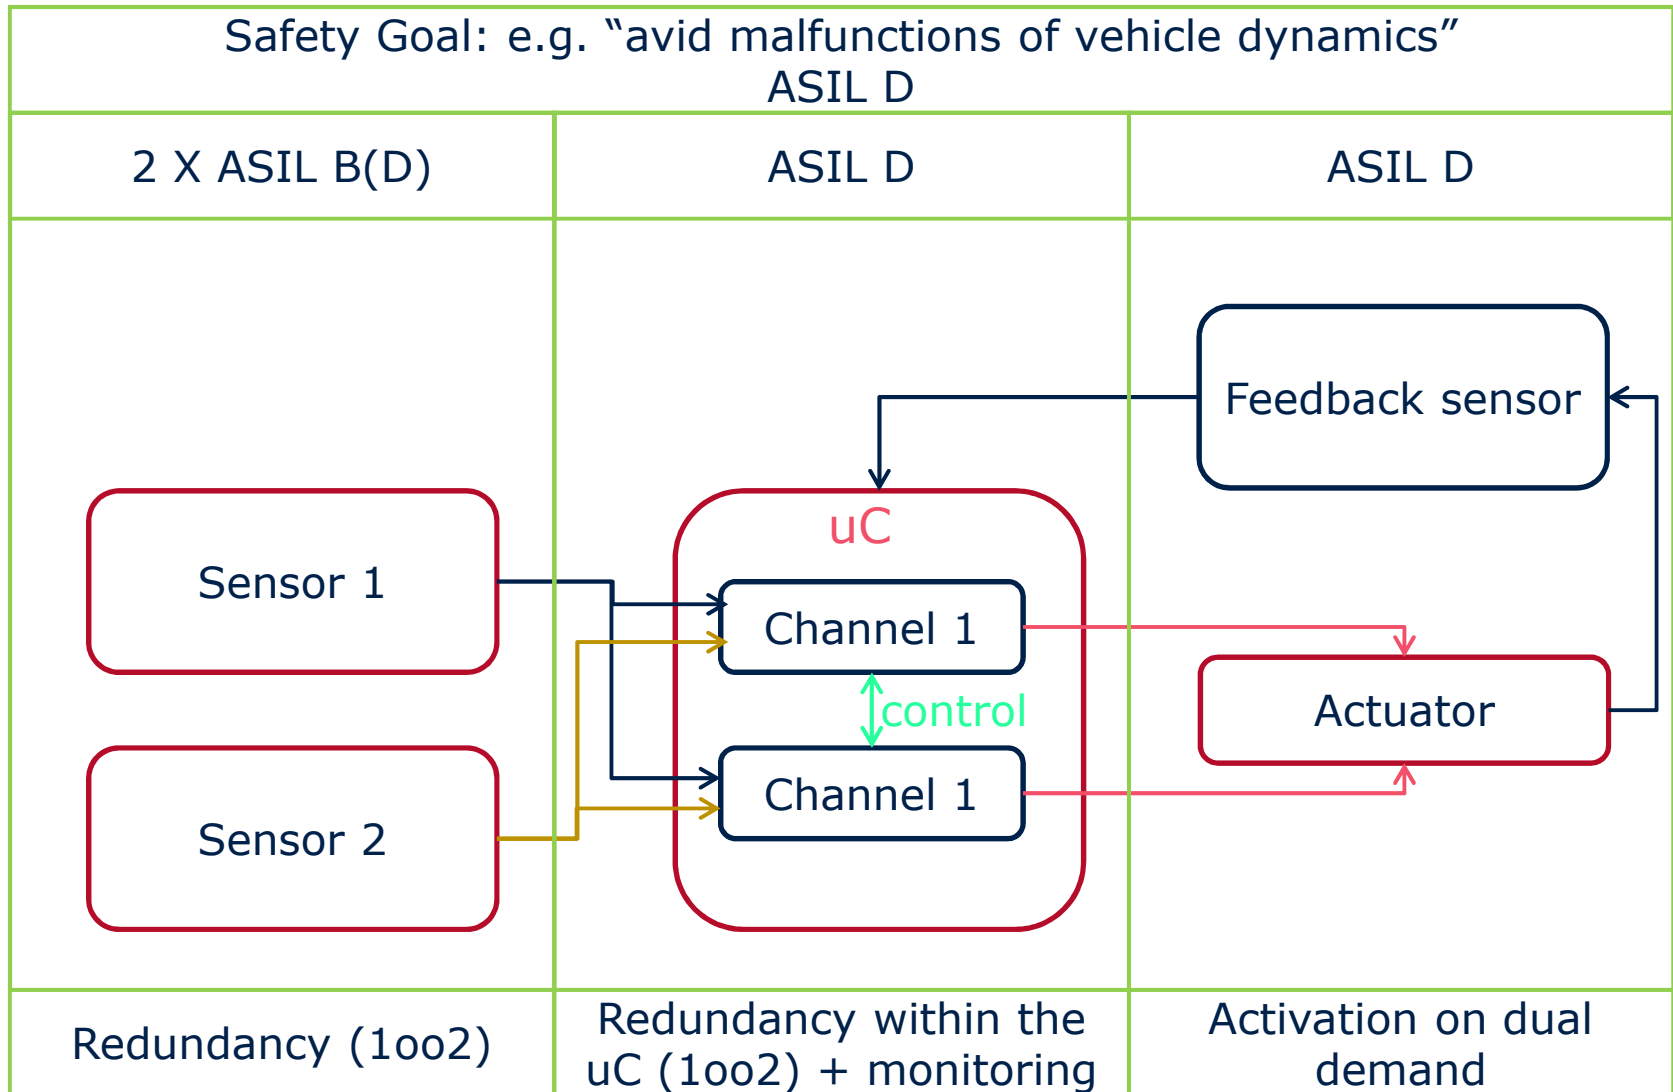 Safety Goal: e.g. “avid malfunctions of vehicle dynamics”
ASIL D
2 X ASIL B(D)
ASIL D
ASIL D
Feedback sensor
uC
Sensor 1
Channel 1
control
Actuator
Channel 1
Sensor 2
Redundancy (1oo2)
Redundancy within the
uC (1oo2) + monitoring
Activation on dual
demand